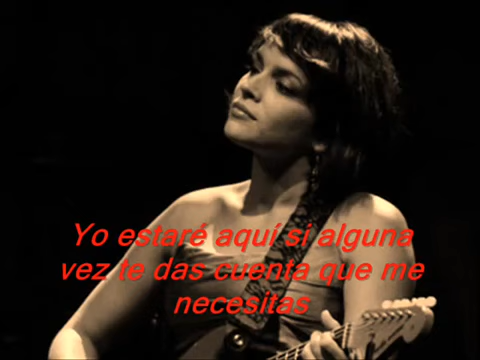 Yo estaré aquí si alguna
vez te das cuenta que me
necesitas